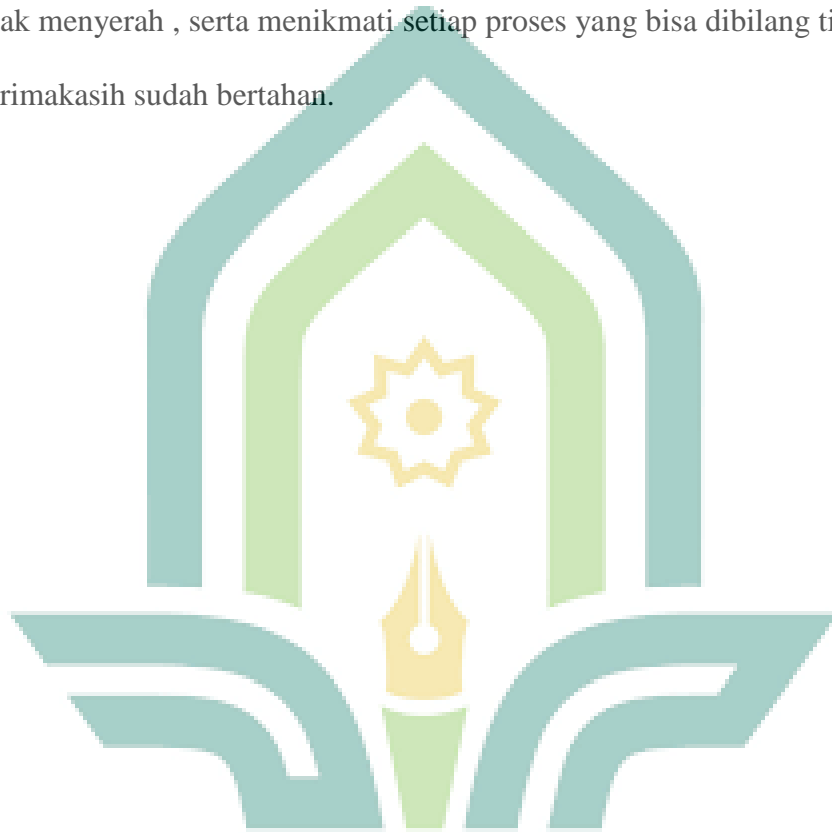 ak menyerah , serta menikmati setiap proses yang bisa dibilang ti
rimakasih sudah bertahan.